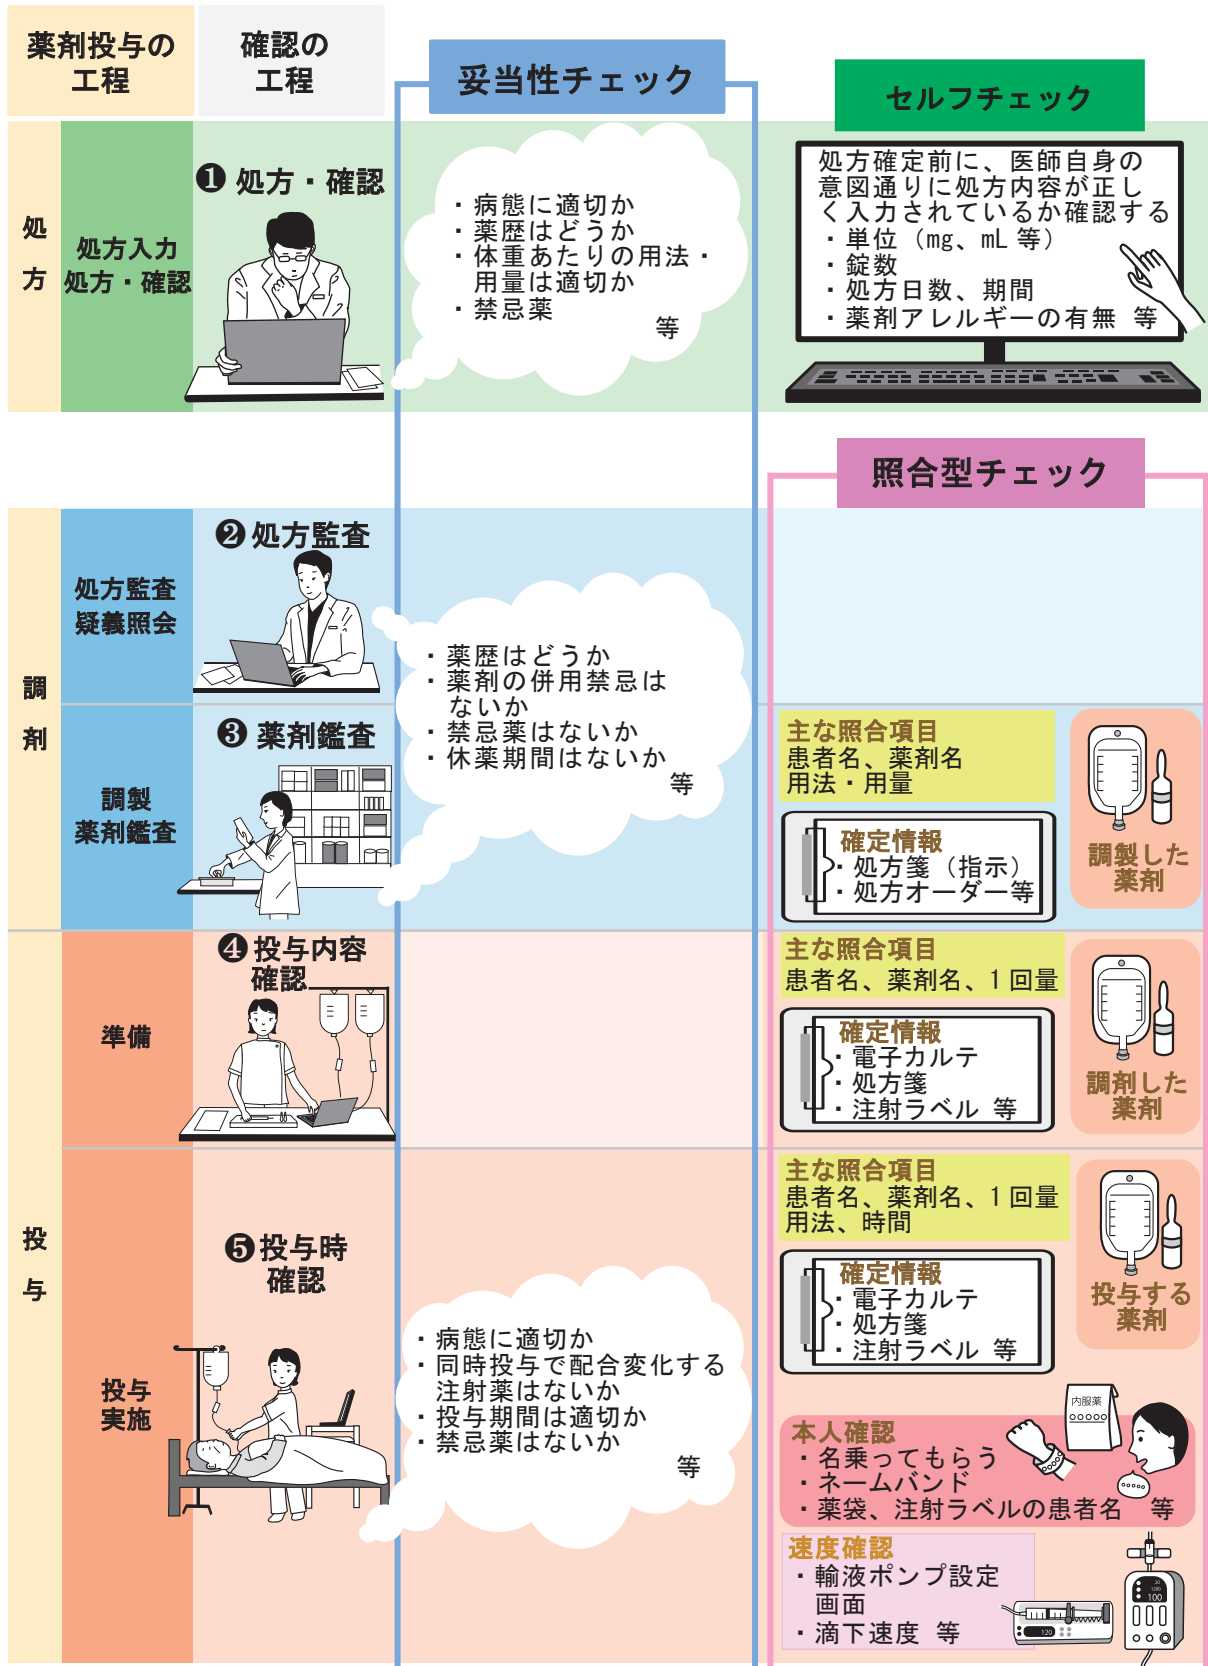 薬剤投与の
工程
確認の
工程
妥当性チェック
セルフチェック
処
方
処方入力
処方・確認
❶ 処方・確認
・病態に適切か
・薬歴はどうか
・体重あたりの用法・
用量は適切か
・禁忌薬
等
処方確定前に、医師自身の
意図通りに処方内容が正し
く入力されているか確認する
・単位（mg、mL 等）
・錠数
・処方日数、期間
・薬剤アレルギーの有無 等
照合型チェック
調
剤
処方監査
疑義照会
❷ 処方監査
・薬歴はどうか
・薬剤の併用禁忌は
ないか
・禁忌薬はないか
・休薬期間はないか
等
調製
薬剤鑑査
❸ 薬剤鑑査
主な照合項目
患者名、薬剤名
用法・用量
確定情報
・処方箋（指示）
・処方オーダー等
調製した
薬剤
投
与
準備
❹ 投与内容
確認
主な照合項目
患者名、薬剤名、1 回量
確定情報
・電子カルテ
・処方箋
・注射ラベル 等
調剤した
薬剤
投与
実施
❺ 投与時
確認
・病態に適切か
・同時投与で配合変化する
注射薬はないか
・投与期間は適切か
・禁忌薬はないか
等
主な照合項目
患者名、薬剤名、1 回量
用法、時間
確定情報
・電子カルテ
・処方箋
・注射ラベル 等
投与する
薬剤
本人確認
・名乗ってもらう
・ネームバンド
・薬袋、注射ラベルの患者名 等
内服薬
○○○○○
○○○○○
速度確認
・輸液ポンプ設定
画面
・滴下速度 等
120
20
1200
100